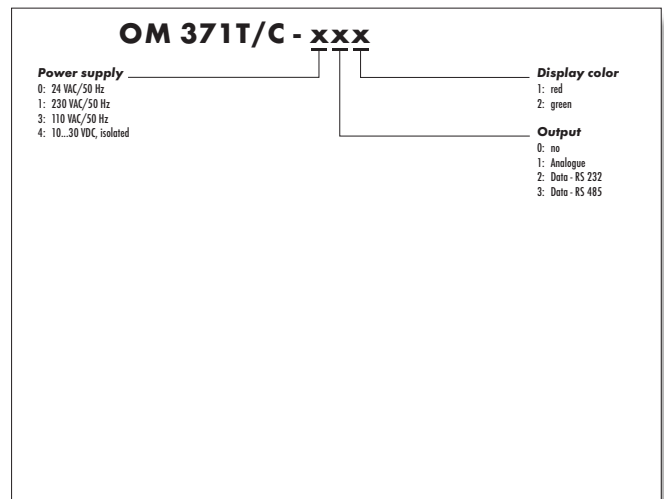 OM 371T/C - xxx
Power supply
0: 24 VAC/50 Hz
1: 230 VAC/50 Hz
3: 110 VAC/50 Hz
4: 10...30 VDC, isolated
Display color
1: red
2: green
Output
0: no
1: Analogue
2: Data - RS 232
3: Data - RS 485